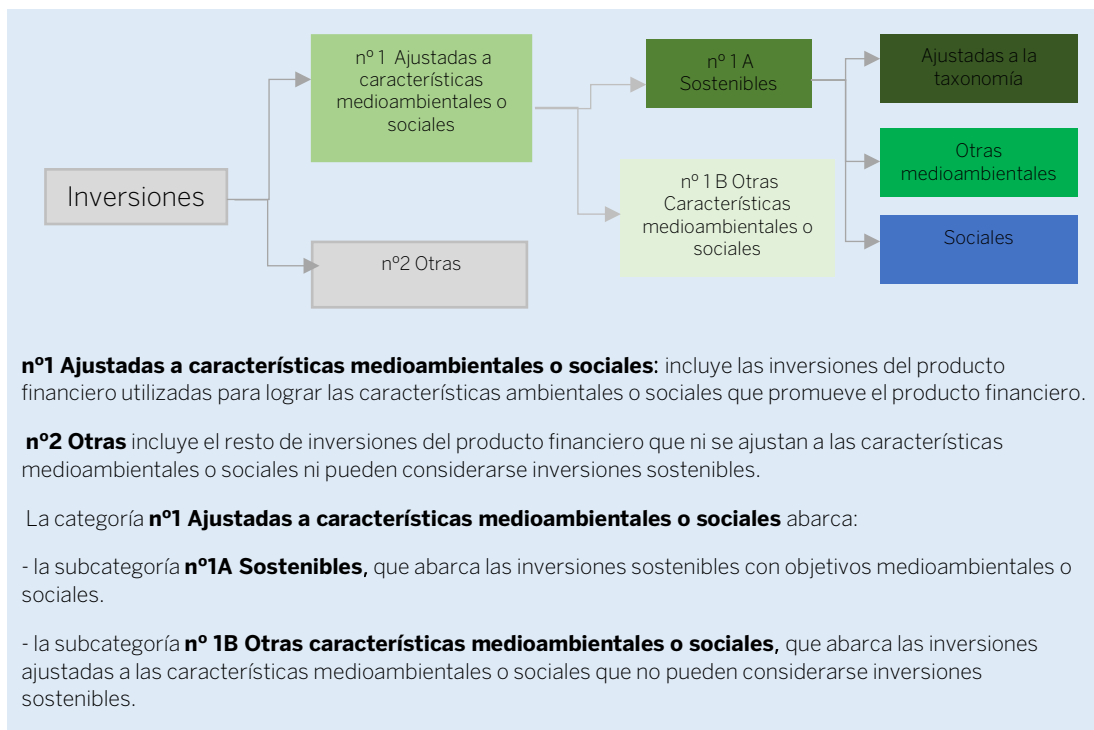 nº 1  Ajustadas a
características
medioambientales o
sociales
nº 1 A
Sostenibles
Ajustadas a la
taxonomía
Otras
medioambientales
Inversiones
nº 1 B Otras
Características
medioambientales o
sociales
Sociales
nº2 Otras
nº1 Ajustadas a características medioambientales o sociales: incluye las inversiones del producto
financiero utilizadas para lograr las características ambientales o sociales que promueve el producto financiero.
nº2 Otras incluye el resto de inversiones del producto financiero que ni se ajustan a las características
medioambientales o sociales ni pueden considerarse inversiones sostenibles.
La categoría nº1 Ajustadas a características medioambientales o sociales abarca:
- la subcategoría nº1A Sostenibles, que abarca las inversiones sostenibles con objetivos medioambientales o
sociales.
- la subcategoría nº 1B Otras características medioambientales o sociales, que abarca las inversiones
ajustadas a las características medioambientales o sociales que no pueden considerarse inversiones
sostenibles.